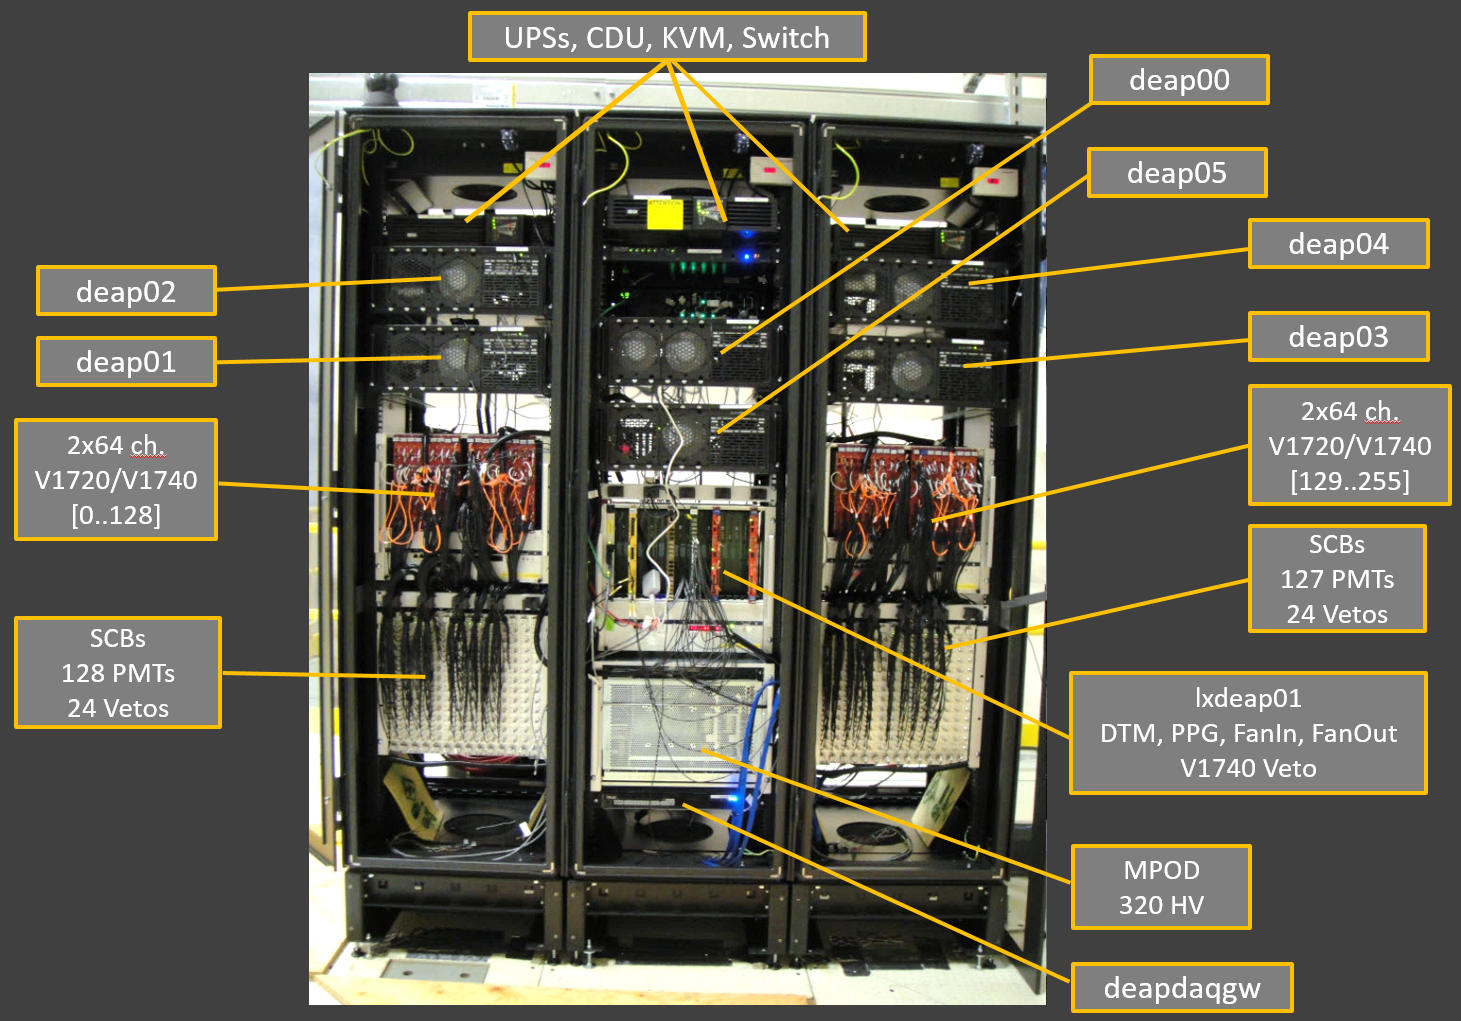 UPSs, CDU, KVM, Switch
deap00
deap05
deap04
deap02
deap03
deap01
2x64 ch.
V1720/V1740
[0..128]
2x64 ch.
V1720/V1740
[129..255]
SCBs
127 PMTs
24 Vetos
SCBs
128 PMTs
24 Vetos
lxdeap01
DTM, PPG, FanIn, FanOut
V1740 Veto
MPOD
320 HV
deapdaqgw